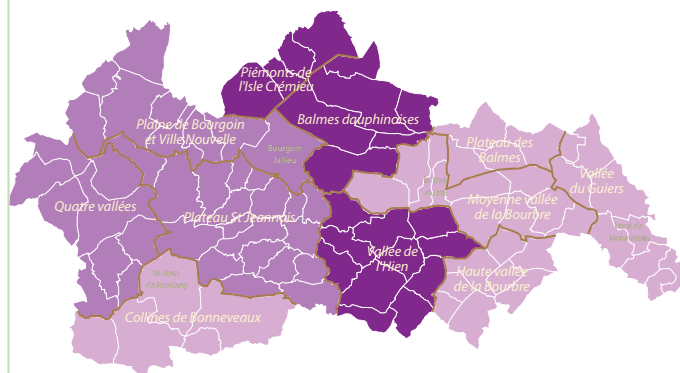 Piémonts de
l'Isle Crémieu
Balmes dauphinoises
Plaine de Bourgoin
et Ville Nouvelle
Bourgoin
Jallieu
Plateau des
Balmes
Vallée
du Guiers
Quatre vallées
Plateau St Jeannais
Moyenne vallée
de la Bourbre
Vallée de
l'Hien
Haute vallée
de la Bourbre
Collines de Bonneveaux